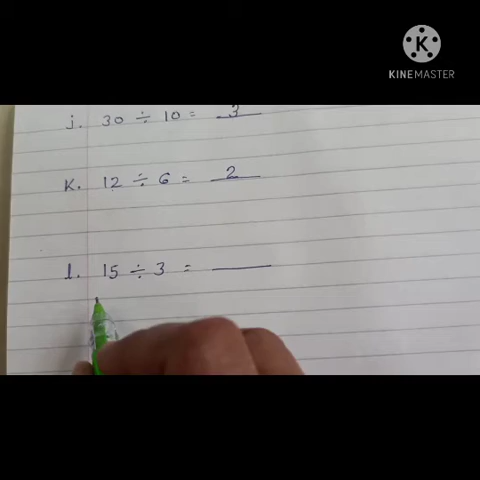 K
KINEMASTER
j. 30 ÷ 10 = 3
K. 12 ÷ 6 = 2
l. 15 ÷ 3 =